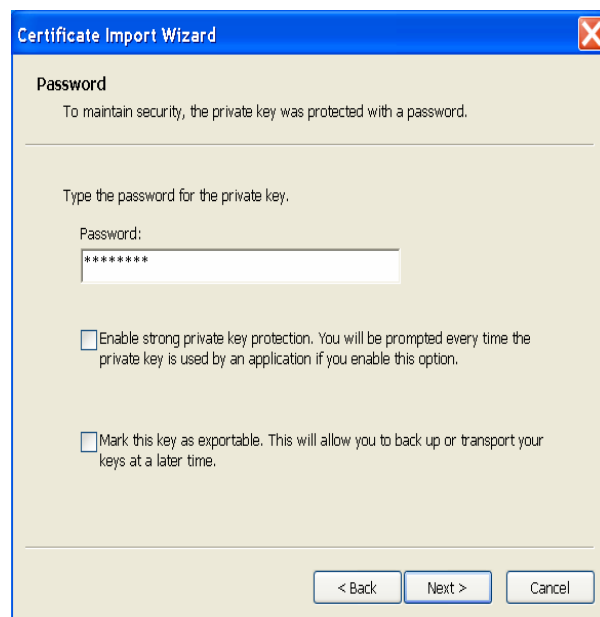 Certificate Import Wizard
Password
To maintain security, the private key was protected with a password.
Type the password for the private key.
Password:
********
Enable strong private key protection. You will be prompted every time the
private key is used by an application if you enable this option.
Mark this key as exportable. This will allow you to back up or transport your
keys at a later time.
< Back Next > Cancel